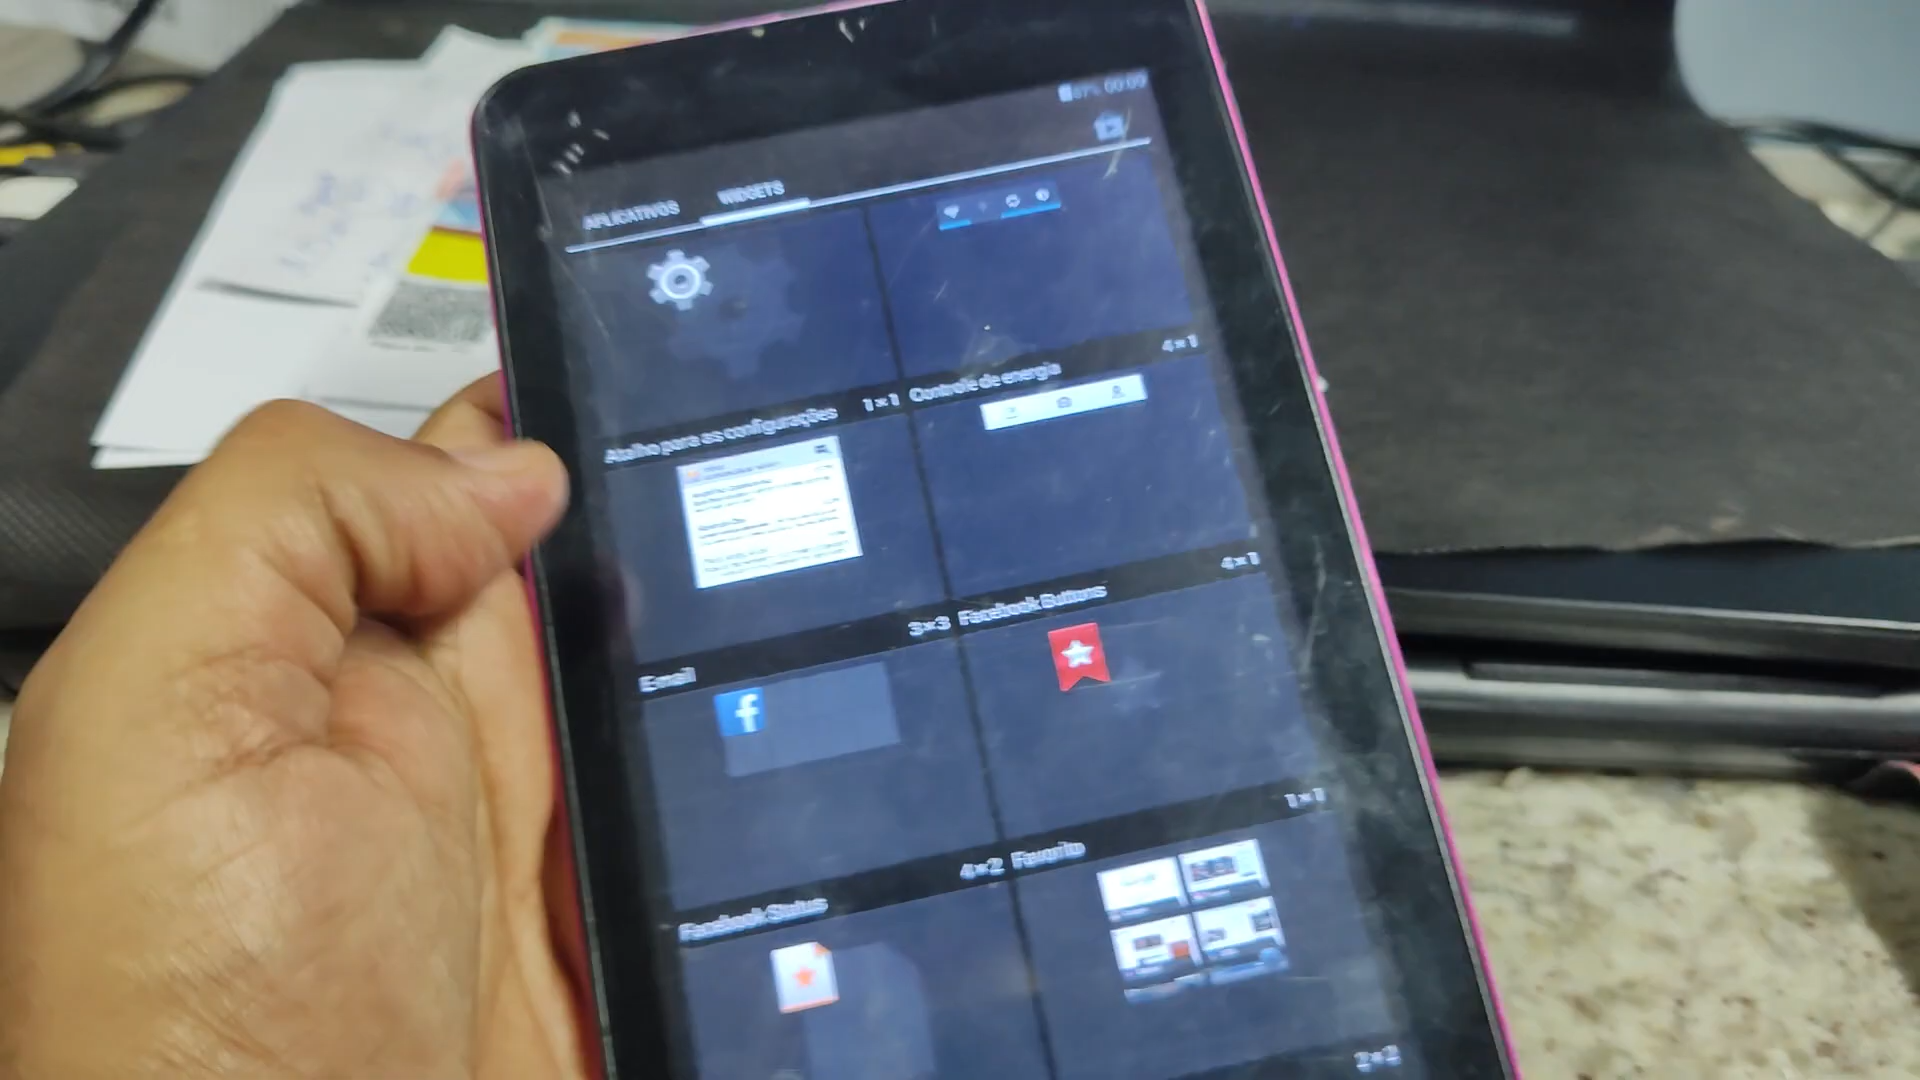 APLICATIVOS WIDGETS
Atalho para as configurações 1×1
Controle de energia 4×1
Email 3×3
Facebook Buttons 4×1
Facebook Status 4×2
Favorito 1×1
2×2